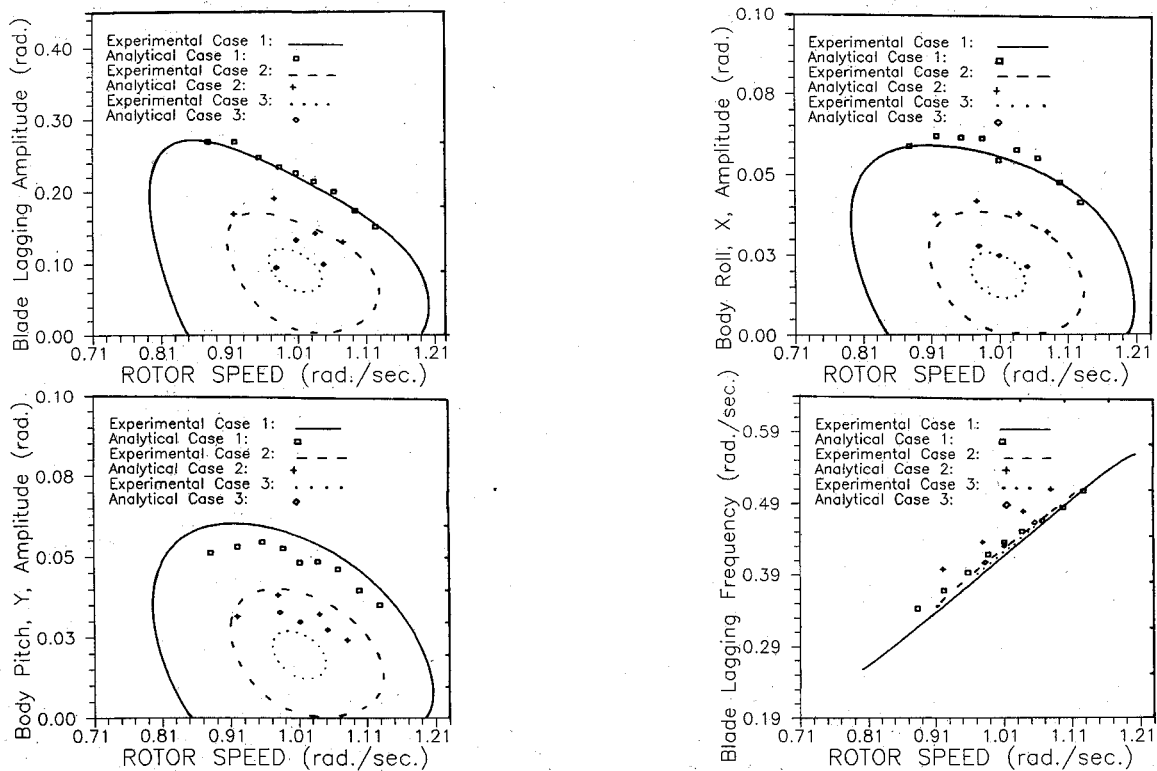 Blade Lagging Amplitude (rad.)
0.40
0.30
0.20
0.10
0.00
Experimental Case 1:
Analytical Case 1:
Experimental Case 2:
Analytical Case 2:
Experimental Case 3:
Analytical Case 3:
0.71 0.81 0.91 1.01 1.11 1.21
ROTOR SPEED (rad./sec.)
Body Roll, X, Amplitude (rad.)
0.10
0.08
0.05
0.03
0.00
Experimental Case 1:
Analytical Case 1:
Experimental Case 2:
Analytical Case 2:
Experimental Case 3:
Analytical Case 3:
0.71 0.81 0.91 1.01 1.11 1.21
ROTOR SPEED (rad./sec.)
Body Pitch, Y, Amplitude (rad.)
0.10
0.08
0.05
0.03
0.00
Experimental Case 1:
Analytical Case 1:
Experimental Case 2:
Analytical Case 2:
Experimental Case 3:
Analytical Case 3:
0.71 0.81 0.91 1.01 1.11 1.21
ROTOR SPEED (rad./sec.)
Blade Lagging Frequency (rad./sec.)
0.59
0.49
0.39
0.29
0.19
Experimental Case 1:
Analytical Case 1:
Experimental Case 2:
Analytical Case 2:
Experimental Case 3:
Analytical Case 3:
0.71 0.81 0.91 1.01 1.11 1.21
ROTOR SPEED (rad./sec.)